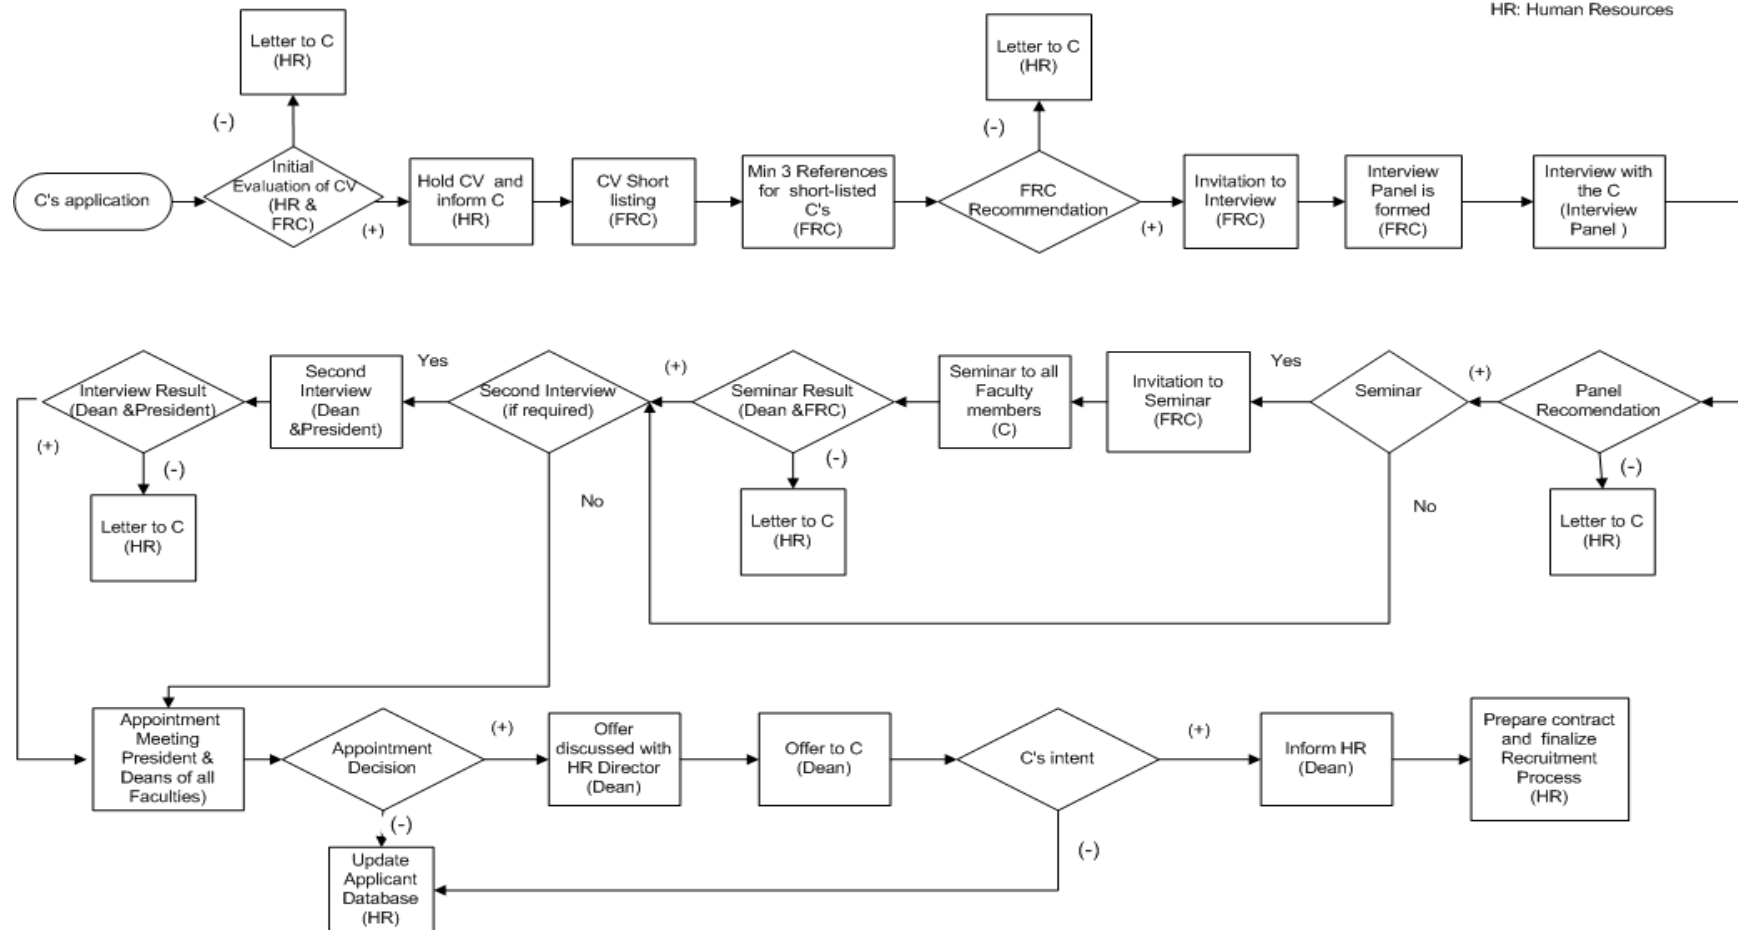 HR: Human Resources
Letter to C
(HR)
Letter to C
(HR)
(-)
(-)
C's application
Initial
Evaluation of CV
(HR &
FRC)
(+)
Hold CV and
inform C
(HR)
CV Short
listing
(FRC)
Min 3 References
for short-listed
C's
(FRC)
FRC
Recommendation
(+)
Invitation to
Interview
(FRC)
Interview
Panel is
formed
(FRC)
Interview with
the C
(Interview
Panel )
Interview Result
(Dean &President)
(+)
(-)
Letter to C
(HR)
Second
Interview
(Dean
&President)
Yes
Second Interview
(if required)
No
(+)
Seminar Result
(Dean &FRC)
(-)
Letter to C
(HR)
Seminar to all
Faculty
members
(C)
Invitation to
Seminar
(FRC)
Yes
Seminar
No
(+)
Panel
Recomendation
(-)
Letter to C
(HR)
Appointment
Meeting
President &
Deans of all
Faculties)
Appointment
Decision
(+)
(-)
Update
Applicant
Database
(HR)
Offer
discussed with
HR Director
(Dean)
Offer to C
(Dean)
C's intent
(+)
(-)
Inform HR
(Dean)
Prepare contract
and finalize
Recruitment
Process
(HR)